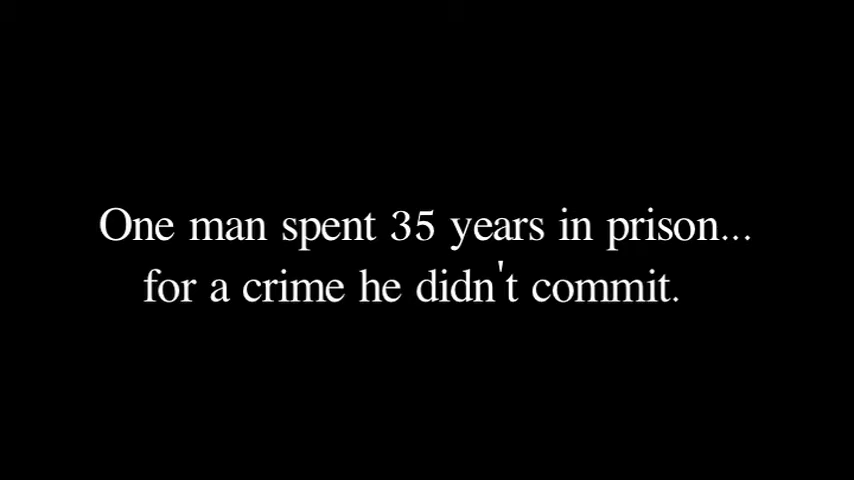 One man spent 35 years in prison...
for a crime he didn't commit.